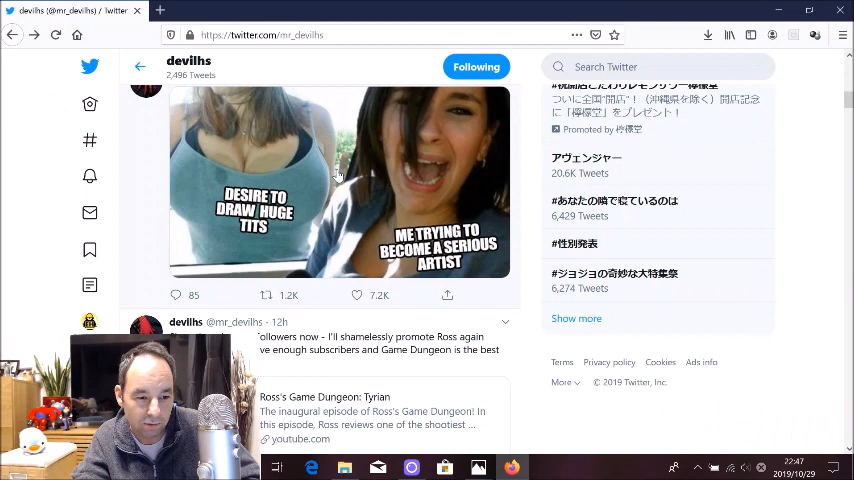 devilhs (@mr_devilhs) / Twitter
https://twitter.com/mr_devilhs
devilhs
2,496 Tweets
Following
Search Twitter
DESIRE TO
DRAW HUGE
TITS
ME TRYING TO
BECOME A SERIOUS
ARTIST
85
1.2K
7.2K
devilhs @mr_devilhs · 12h
followers now - I'll shamelessly promote Ross again
ve enough subscribers and Game Dungeon is the best
Ross's Game Dungeon: Tyrian
The inaugural episode of Ross's Game Dungeon! In
this episode, Ross reviews one of the shootiest ...
youtube.com
ついに全国"開店"！（沖縄県を除く）開店記念
に「檸檬堂」をプレゼント！
Promoted by 檸檬堂
アヴェンジャー
20.6K Tweets
#あなたの隣で寝ているのは
6,429 Tweets
#性別発表
#ジョジョの奇妙な大特集祭
6,274 Tweets
Show more
Terms Privacy policy Cookies Ads info
More © 2019 Twitter, Inc.
22:47
2019/10/29